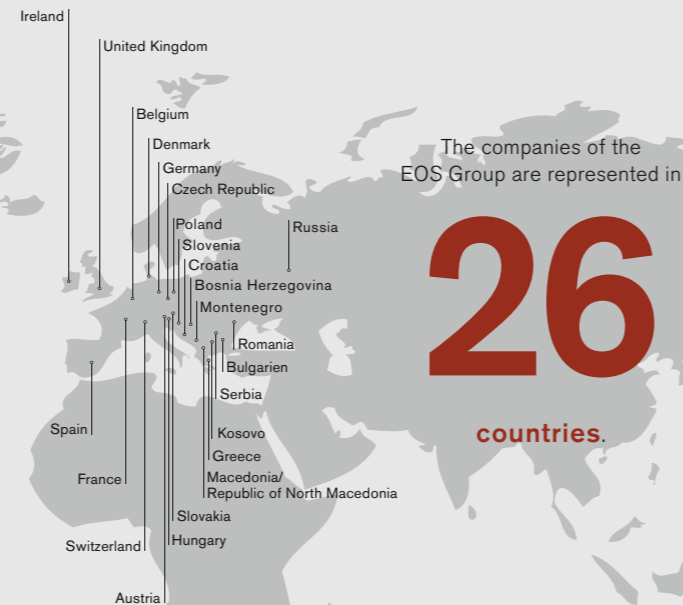 Ireland
United Kingdom
Belgium
Denmark
Germany
Czech Republic
Poland
Slovenia
Croatia
Bosnia Herzegovina
Montenegro
Russia
Romania
Bulgarien
Serbia
Spain
Kosovo
Greece
France
Macedonia/
Republic of North Macedonia
Slovakia
Switzerland
Hungary
Austria
The companies of the
EOS Group are represented in
26
countries.